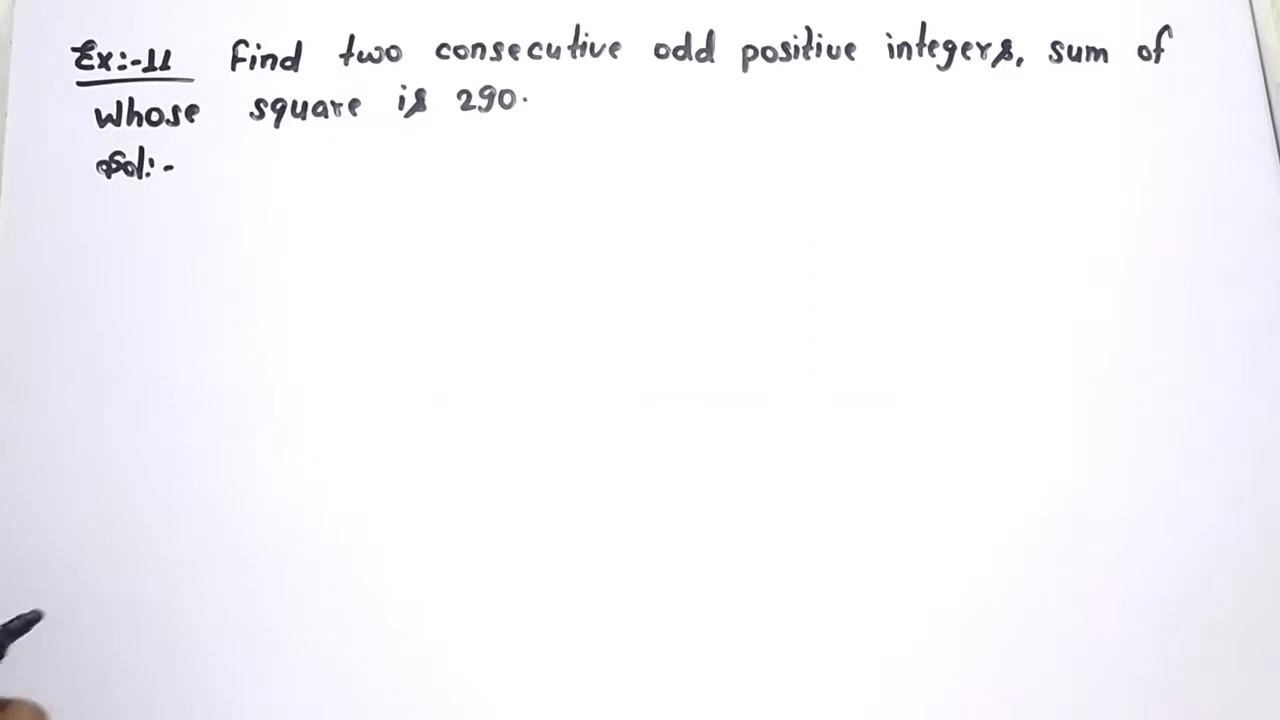 Ex:-11 Find two consecutive odd positive integers, sum of
whose square is 290.
Sol:-